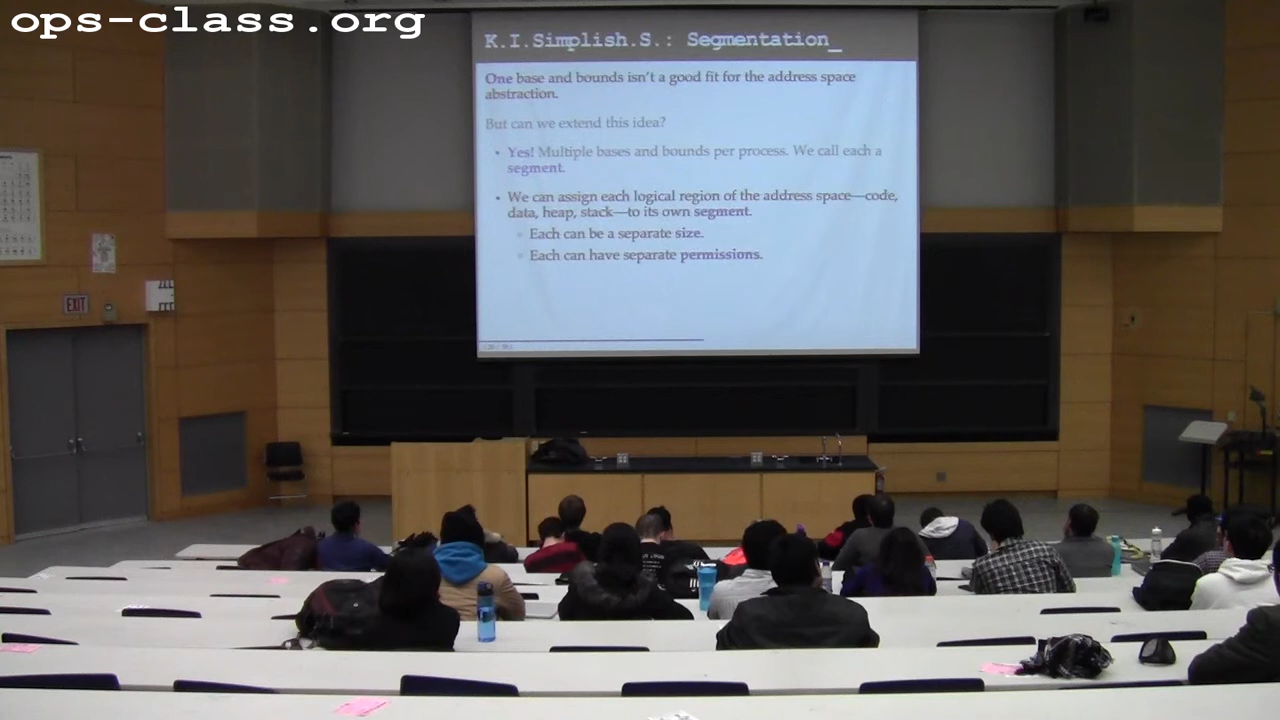 ops-class.org
K.I.Simplish.S.: Segmentation_
One base and bounds isn't a good fit for the address space
abstraction.
But can we extend this idea?
• Yes! Multiple bases and bounds per process. We call each a
segment.
• We can assign each logical region of the address space—code,
data, heap, stack—to its own segment.
Each can be a separate size.
Each can have separate permissions.
EXIT